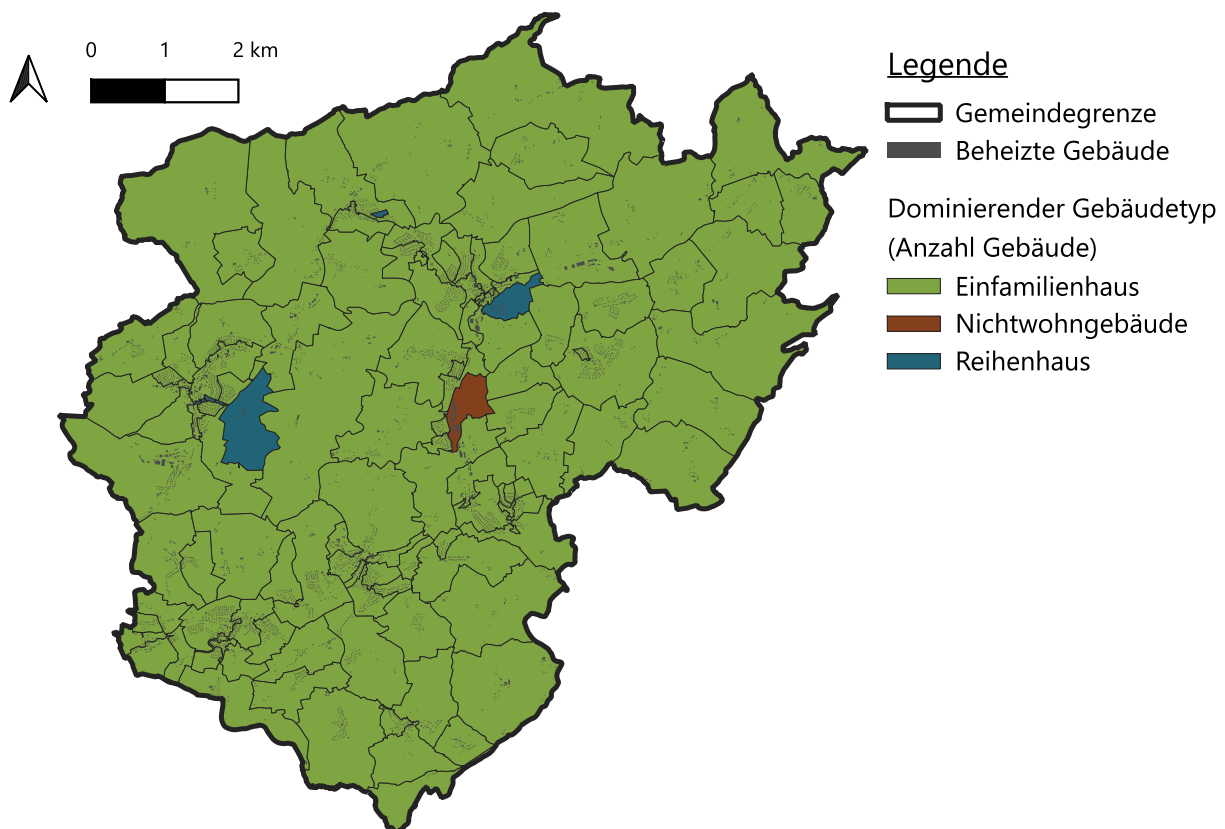 0 1 2 km
Legende
Gemeindegrenze
Beheizte Gebäude
Dominierender Gebäudetyp
(Anzahl Gebäude)
Einfamilienhaus
Nichtwohngebäude
Reihenhaus